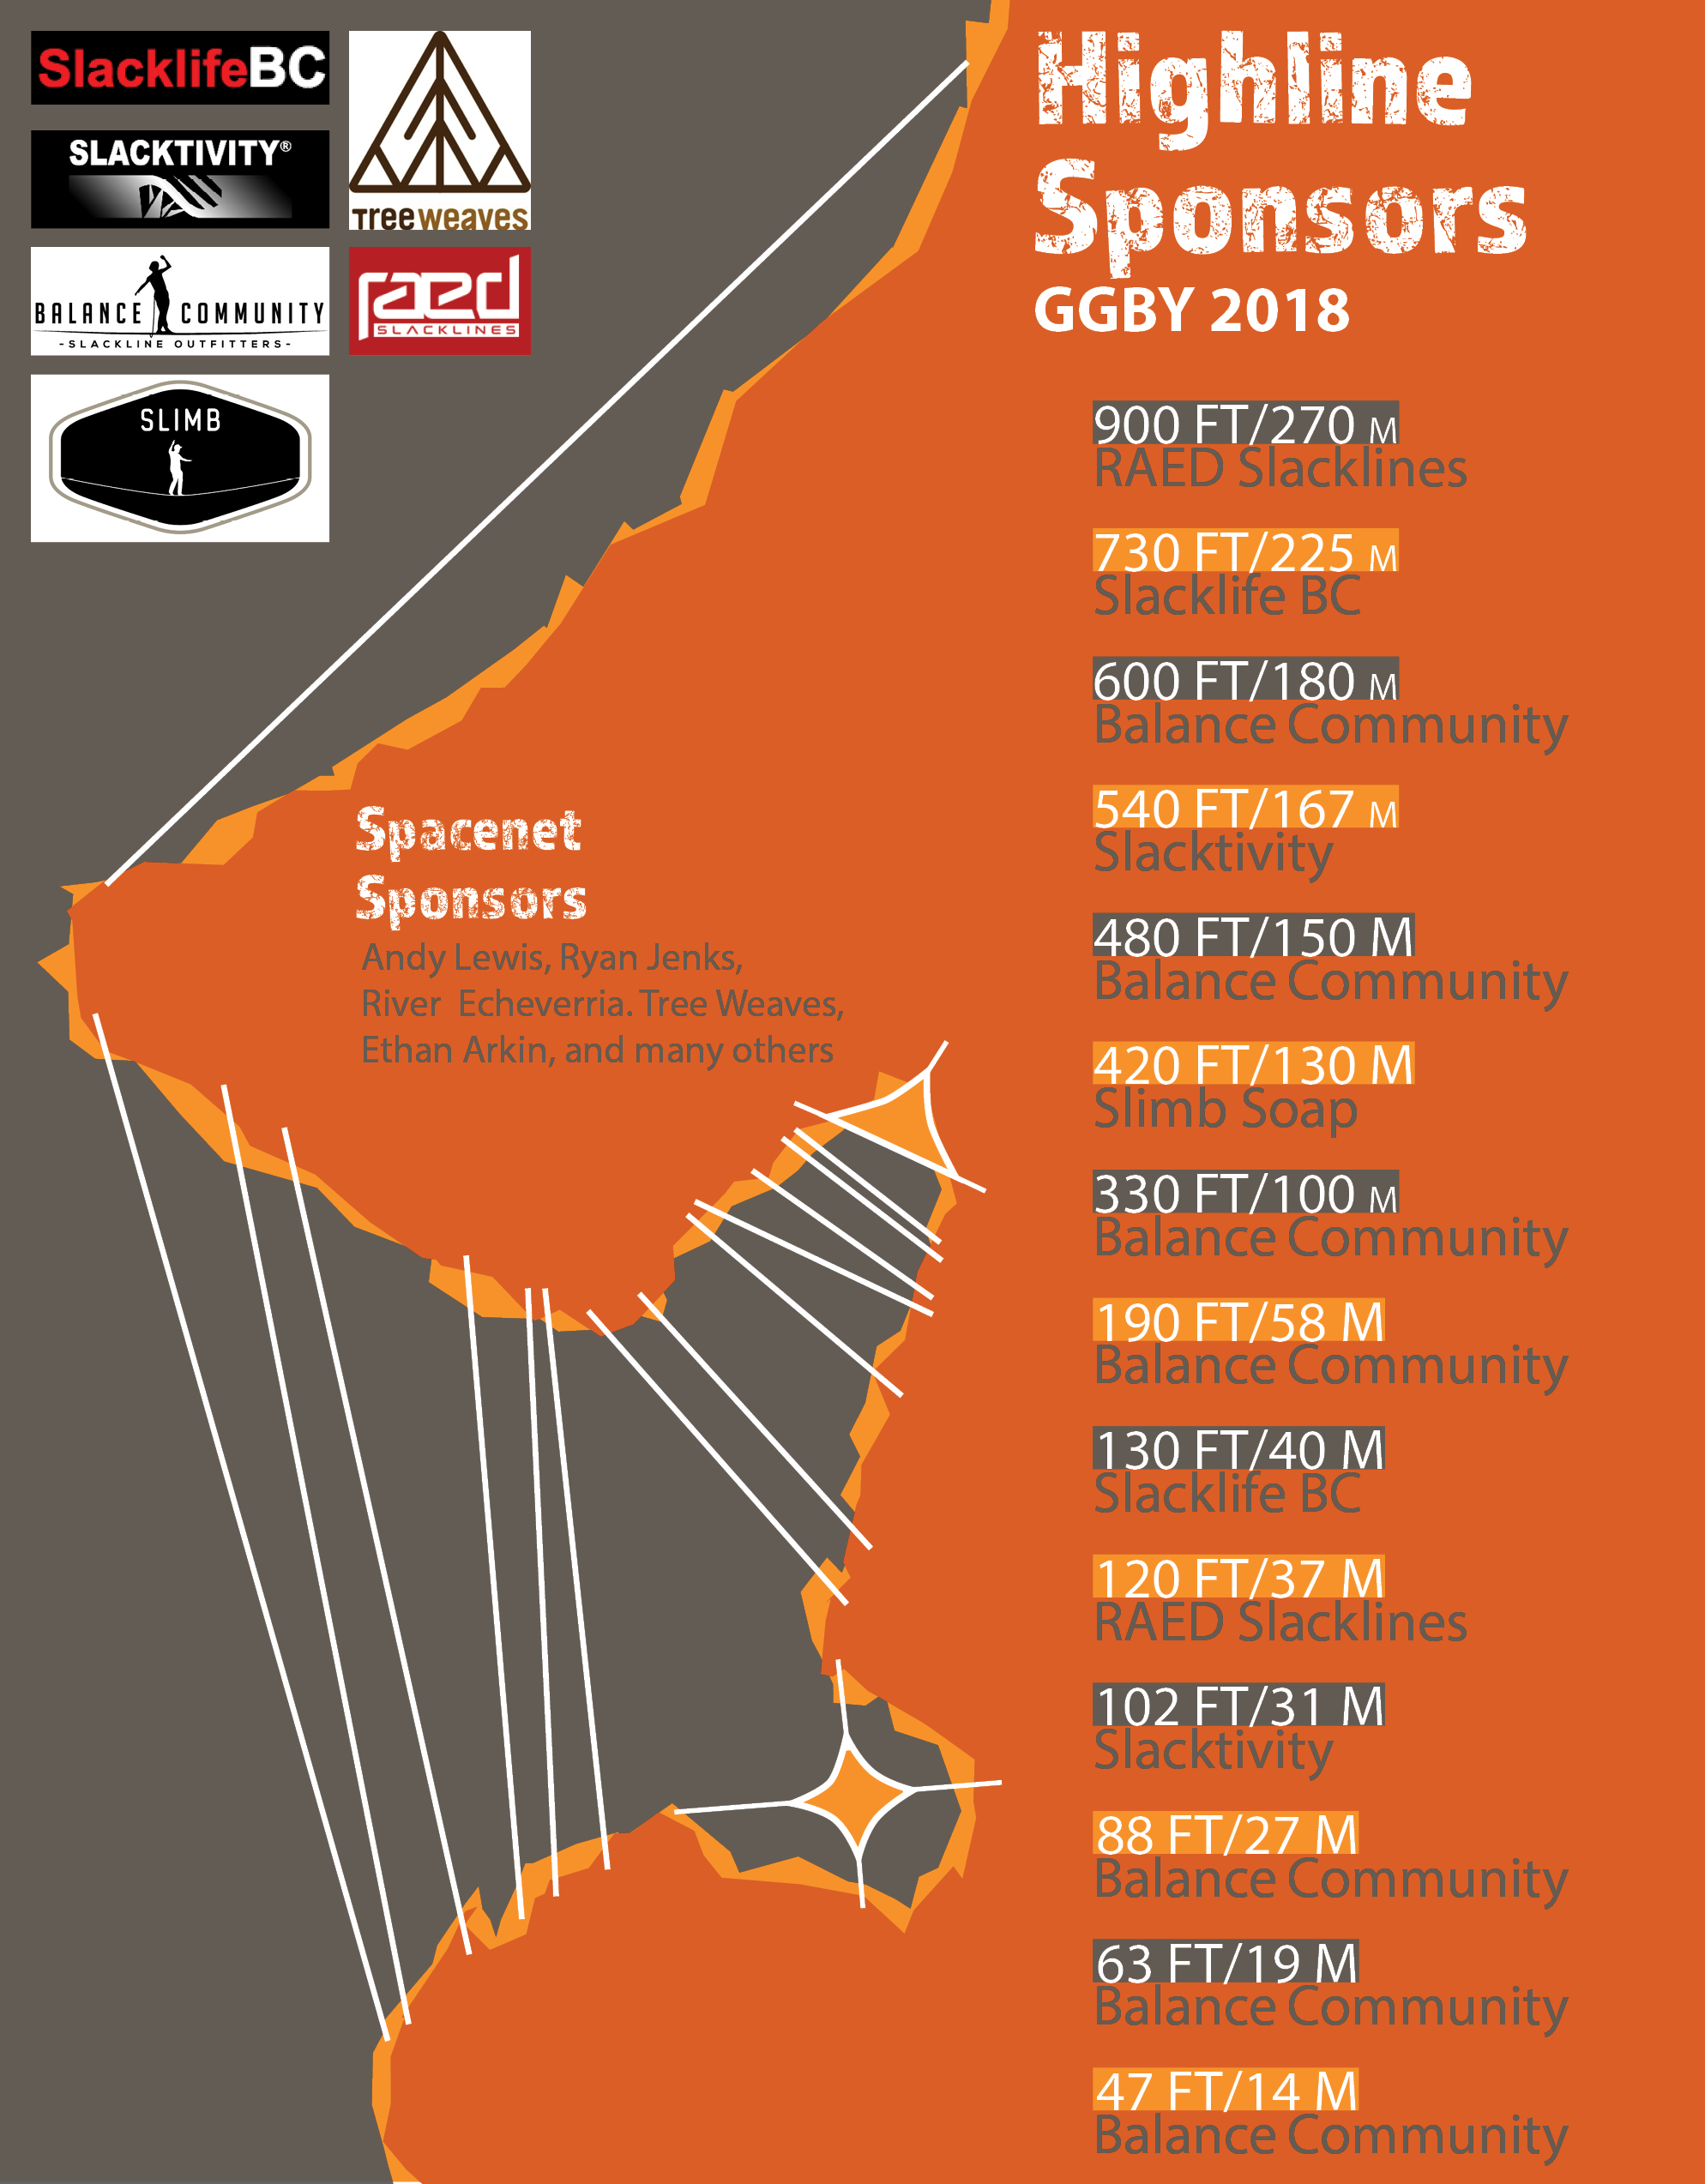 SlacklifeBC
SLACKTIVITY®
Treeweaves
BALANCE COMMUNITY
-SLACKLINE OUTFITTERS-
raed
SLACKLINES
SLIMB
Highline
Sponsors
GGBY 2018
900 FT/270 M
RAED Slacklines
730 FT/225 M
Slacklife BC
600 FT/180 M
Balance Community
540 FT/167 M
Slacktivity
480 FT/150 M
Balance Community
420 FT/130 M
Slimb Soap
330 FT/100 M
Balance Community
190 FT/58 M
Balance Community
130 FT/40 M
Slacklife BC
120 FT/37 M
RAED Slacklines
102 FT/31 M
Slacktivity
88 FT/27 M
Balance Community
63 FT/19 M
Balance Community
47 FT/14 M
Balance Community
Spacenet
Sponsors
Andy Lewis, Ryan Jenks,
River Echeverria. Tree Weaves,
Ethan Arkin, and many others